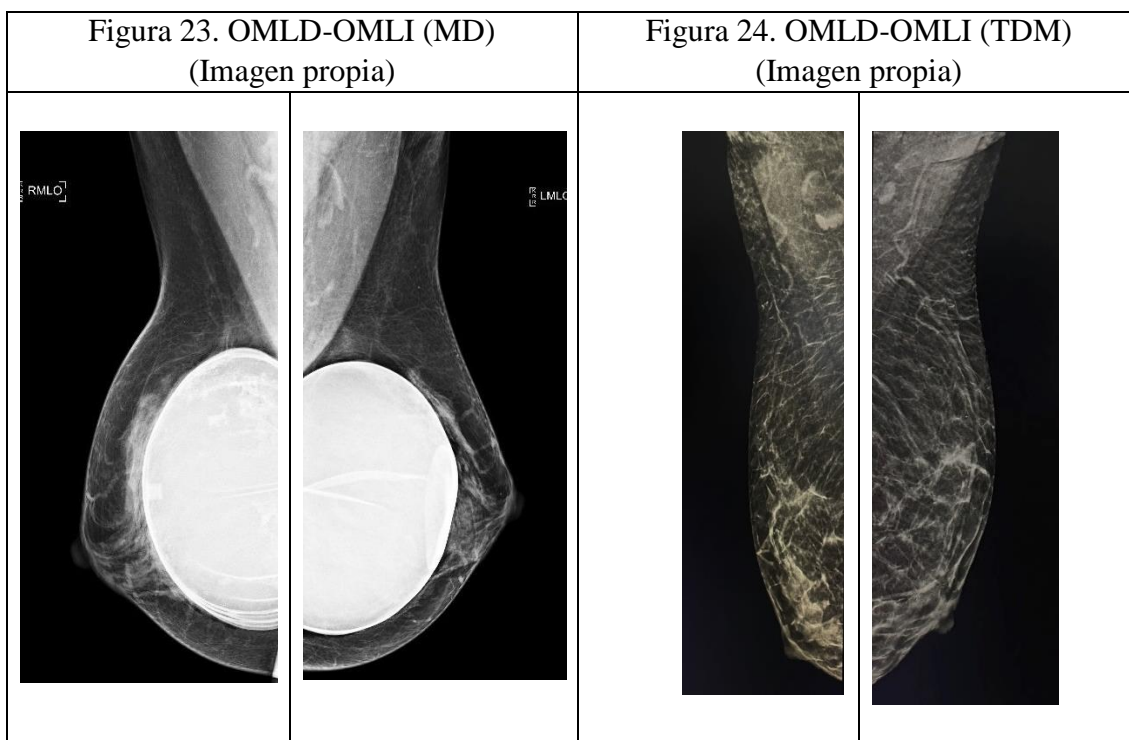 Figura 23. OMLD-OMLI (MD)
(Imagen propia)
Figura 24. OMLD-OMLI (TDM)
(Imagen propia)
RMLO
LMLO